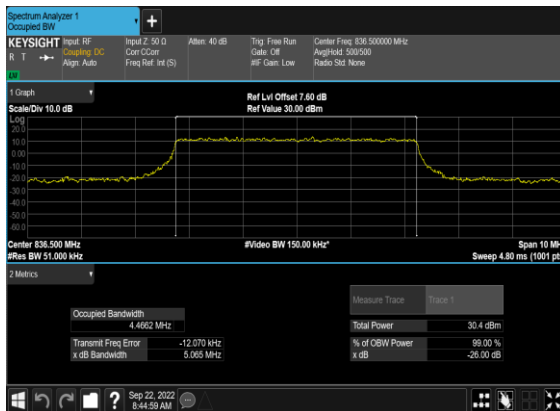 Spectrum Analyzer 1
Occupied BW
KEYSIGHT Input: RF Input Z: 50 Ω Atten: 40 dB Trig: Free Run Center Freq: 836.500000 MHz
R T Coupling: DC Corr CCorr Gate: Off Avg|Hold: 500/500
Align: Auto Freq Ref: Int (S) #IF Gain: Low Radio Std: None
1 Graph
Ref Lvl Offset 7.60 dB
Scale/Div 10.0 dB Ref Value 30.00 dBm
Log
20.0
10.0
0.00
-10.0
-20.0
-30.0
-40.0
-50.0
-60.0
Center 836.500 MHz #Video BW 150.00 kHz* Span 10 MH
#Res BW 51.000 kHz Sweep 4.80 ms (1001 pt
2 Metrics
Measure Trace Trace 1
Occupied Bandwidth
4.4662 MHz Total Power 30.4 dBm
Transmit Freq Error -12.070 kHz % of OBW Power 99.00 %
x dB Bandwidth 5.065 MHz x dB -26.00 dB
Sep 22, 2022
8:44:59 AM